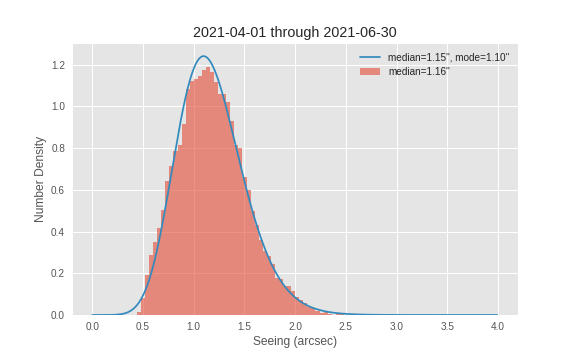 2021-04-01 through 2021-06-30
median=1.15", mode=1.10"
median=1.16"
1.2
1.0
0.8
0.6
0.4
0.2
0.0
Number Density
0.0 0.5 1.0 1.5 2.0 2.5 3.0 3.5 4.0
Seeing (arcsec)